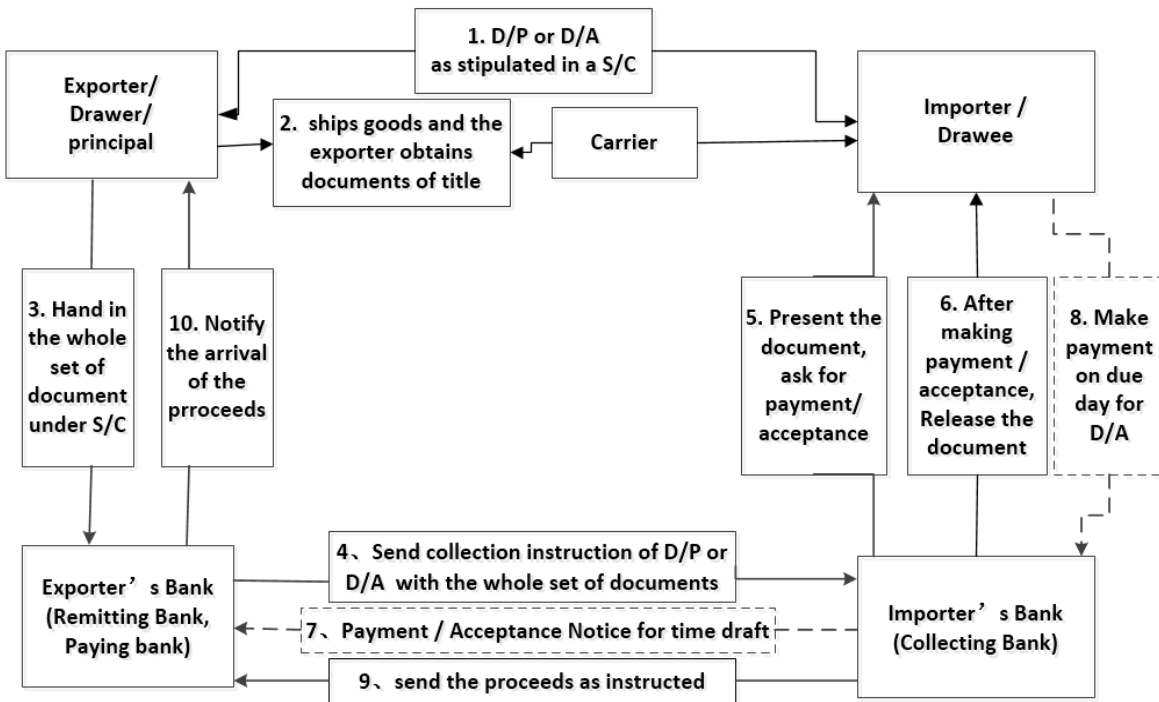 1. D/P or D/A
as stipulated in a S/C
Exporter/
Drawer/
principal
2. ships goods and the
exporter obtains
documents of title
Carrier
Importer /
Drawee
3. Hand in
the whole
set of
document
under S/C
10. Notify
the arrival
of the
prroceeds
5. Present the
document,
ask for
payment/
acceptance
6. After
making
payment /
acceptance,
Release the
document
8. Make
payment
on due
day for
D/A
Exporter’s Bank
(Remitting Bank,
Paying bank)
4、Send collection instruction of D/P or
D/A with the whole set of documents
7、Payment / Acceptance Notice for time draft
9、send the proceeds as instructed
Importer’s Bank
(Collecting Bank)